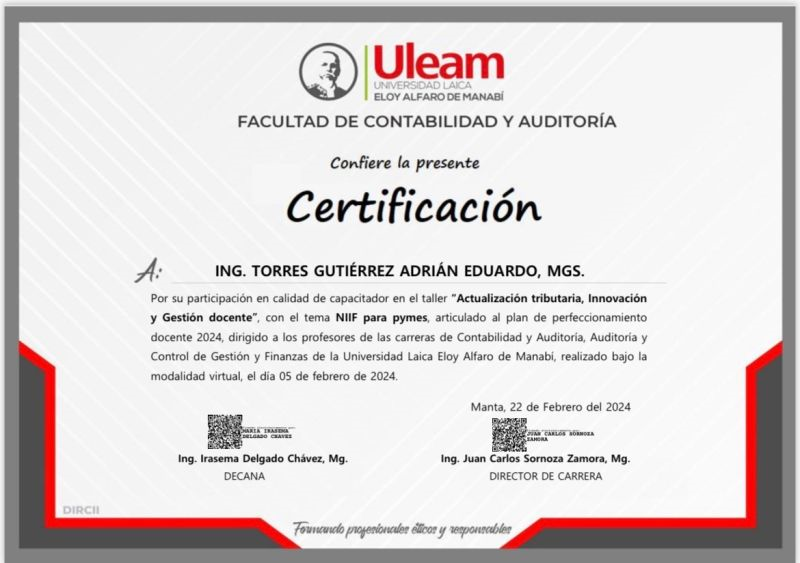 Uleam
UNIVERSIDAD LAICA
ELOY ALFARO DE MANABÍ
FACULTAD DE CONTABILIDAD Y AUDITORÍA
Confiere la presente
Certificación
A:
ING. TORRES GUTIÉRREZ ADRIÁN EDUARDO, MGS.
Por su participación en calidad de capacitador en el taller "Actualización tributaria, Innovación
y Gestión docente", con el tema NIIF para pymes, articulado al plan de perfeccionamiento
docente 2024, dirigido a los profesores de las carreras de Contabilidad y Auditoría, Auditoría y
Control de Gestión y Finanzas de la Universidad Laica Eloy Alfaro de Manabí, realizado bajo la
modalidad virtual, el día 05 de febrero de 2024.
Manta, 22 de Febrero del 2024
MARIA IRASEMA
DELGADO CHAVEZ
JUAN CARLOS SORNOZA
ZAMORA
Ing. Irasema Delgado Chávez, Mg.
DECANA
Ing. Juan Carlos Sornoza Zamora, Mg.
DIRECTOR DE CARRERA
DIRCII
Formando profesionales éticos y responsables